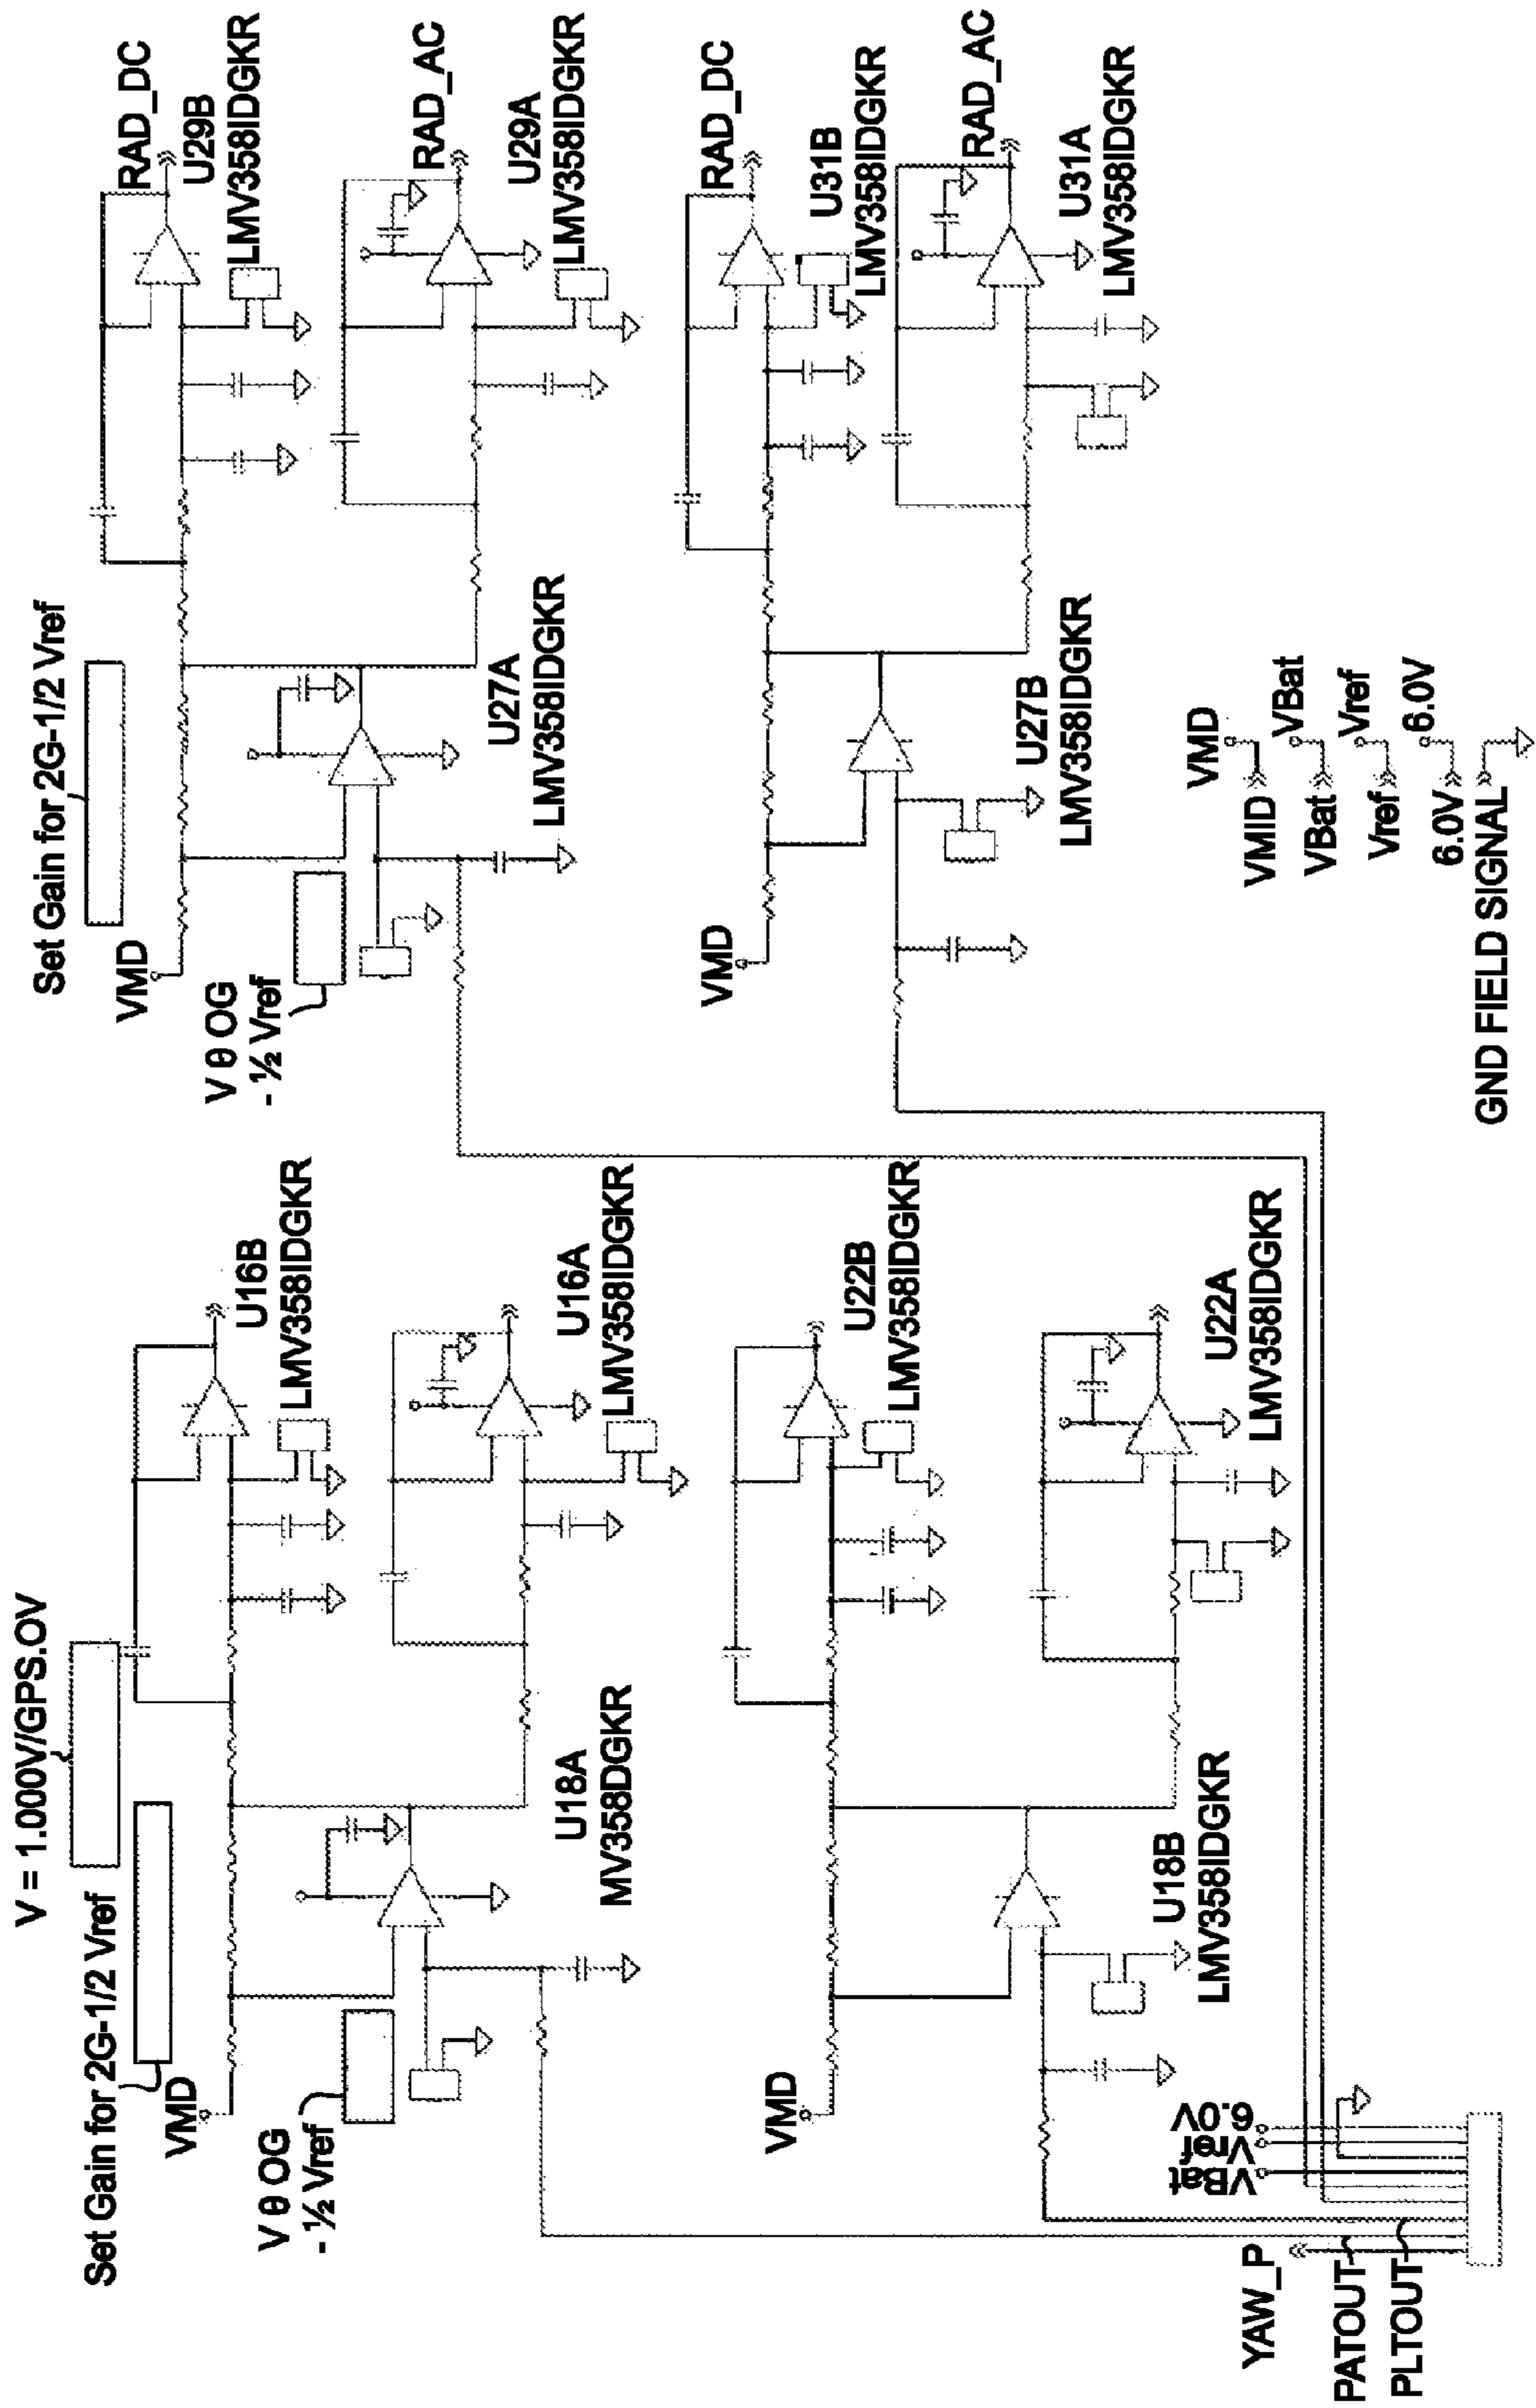 V = 1.000V/GPS.OV
Set Gain for 2G-1/2 Vref
VMD
V θ OG
- ½ Vref
U16B
LMV358IDGKR
U16A
LMV358IDGKR
U18A
MV358DGKR
VMD
U22B
LMV358IDGKR
U22A
LMV358IDGKR
U18B
LMV358IDGKR
YAW_P
PATOUT
PLTOUT
VBat
Vref
6.0V
Set Gain for 2G-1/2 Vref
VMD
V θ OG
- ½ Vref
RAD_DC
U29B
LMV358IDGKR
RAD_AC
U29A
LMV358IDGKR
U27A
LMV358IDGKR
VMD
RAD_DC
U31B
LMV358IDGKR
RAD_AC
U31A
LMV358IDGKR
U27B
LMV358IDGKR
VMID VMD
VBat VBat
Vref Vref
6.0V 6.0V
GND FIELD SIGNAL